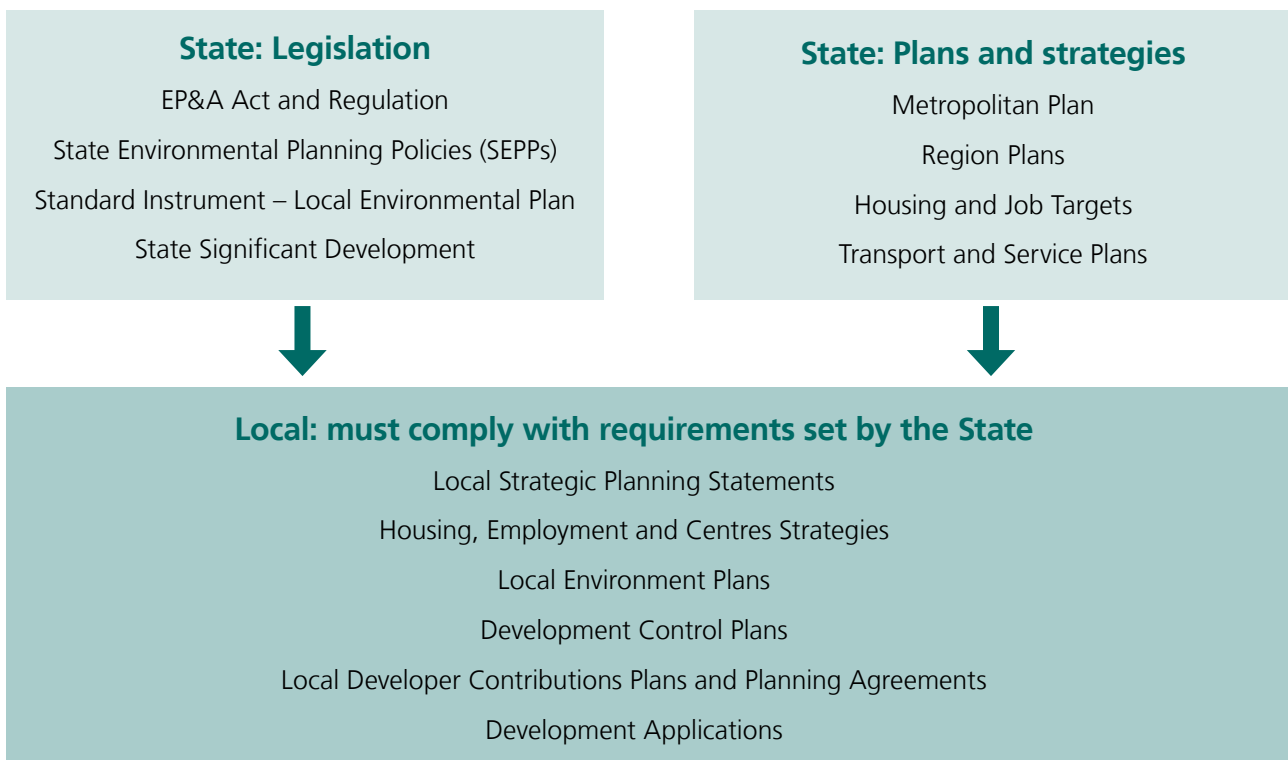 State: Legislation
EP&A Act and Regulation
State Environmental Planning Policies (SEPPs)
Standard Instrument – Local Environmental Plan
State Significant Development
State: Plans and strategies
Metropolitan Plan
Region Plans
Housing and Job Targets
Transport and Service Plans
Local: must comply with requirements set by the State
Local Strategic Planning Statements
Housing, Employment and Centres Strategies
Local Environment Plans
Development Control Plans
Local Developer Contributions Plans and Planning Agreements
Development Applications